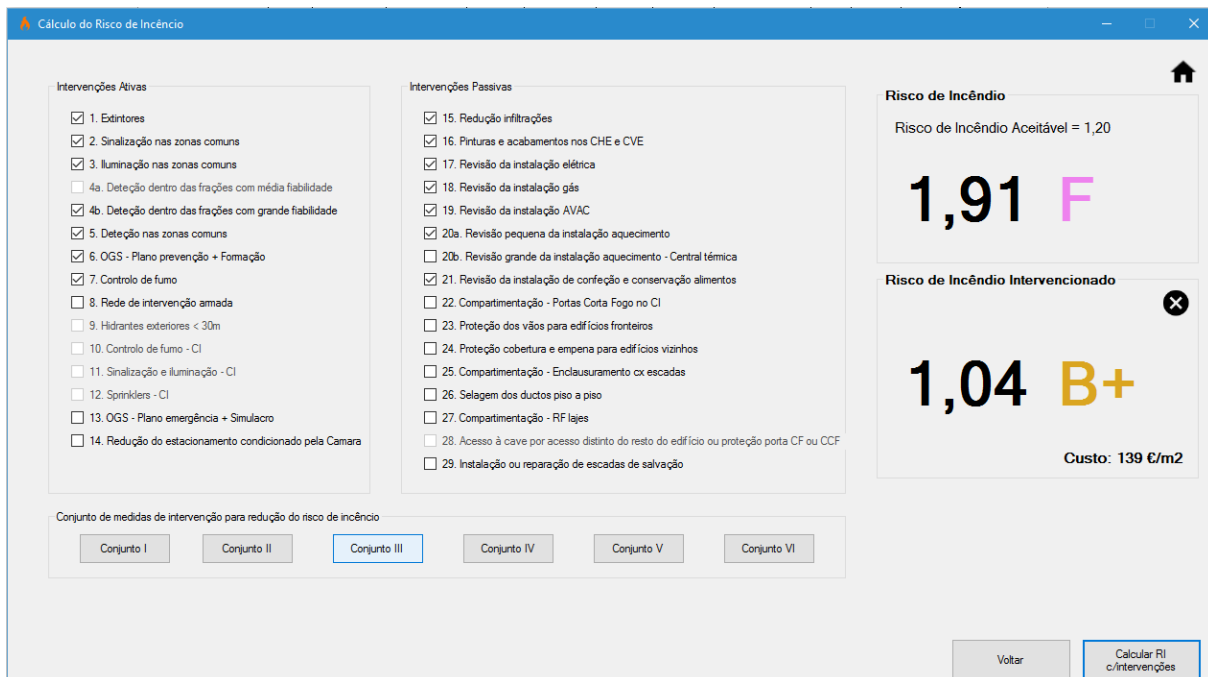 Cálculo do Risco de Incêncio
Intervenções Ativas
1. Extintores
2. Sinalização nas zonas comuns
3. Iluminação nas zonas comuns
4a. Deteção dentro das frações com média fiabilidade
4b. Deteção dentro das frações com grande fiabilidade
5. Deteção nas zonas comuns
6. OGS - Plano prevenção + Formação
7. Controlo de fumo
8. Rede de intervenção armada
9. Hidrantes exteriores < 30m
10. Controlo de fumo - CI
11. Sinalização e iluminação - CI
12. Sprinklers - CI
13. OGS - Plano emergência + Simulacro
14. Redução do estacionamento condicionado pela Camara
Intervenções Passivas
15. Redução infiltrações
16. Pinturas e acabamentos nos CHE e CVE
17. Revisão da instalação elétrica
18. Revisão da instalação gás
19. Revisão da instalação AVAC
20a. Revisão pequena da instalação aquecimento
20b. Revisão grande da instalação aquecimento - Central térmica
21. Revisão da instalação de confeção e conservação alimentos
22. Compartimentação - Portas Corta Fogo no CI
23. Proteção dos vãos para edifícios fronteiros
24. Proteção cobertura e empena para edifícios vizinhos
25. Compartimentação - Enclausuramento cx escadas
26. Selagem dos ductos piso a piso
27. Compartimentação - RF lajes
28. Acesso à cave por acesso distinto do resto do edifício ou proteção porta CF ou CCF
29. Instalação ou reparação de escadas de salvação
Risco de Incêndio
Risco de Incêndio Aceitável = 1,20
1,91 F
Risco de Incêndio Intervencionado
1,04 B+
Custo: 139 €/m2
Conjunto de medidas de intervenção para redução do risco de incêncio
Conjunto I
Conjunto II
Conjunto III
Conjunto IV
Conjunto V
Conjunto VI
Voltar
Calcular RI
c/intervenções